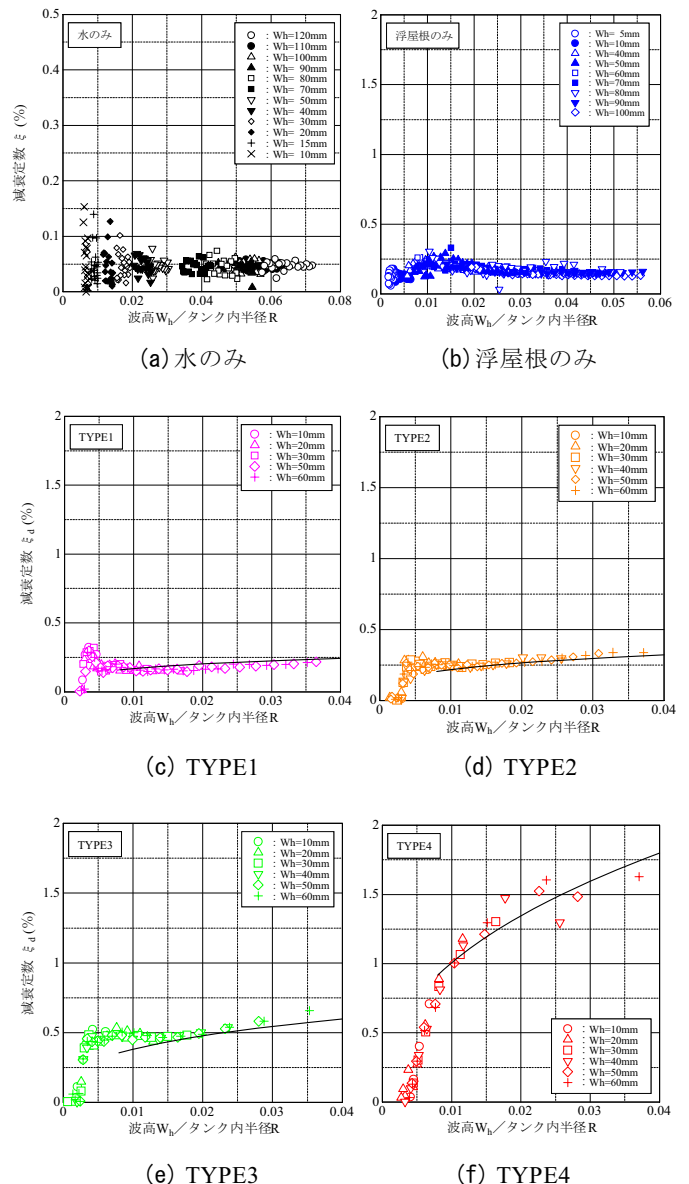 水のみ
: Wh=120mm
: Wh=110mm
: Wh=100mm
: Wh= 90mm
: Wh= 80mm
: Wh= 70mm
: Wh= 50mm
: Wh= 40mm
: Wh= 30mm
: Wh= 20mm
: Wh= 15mm
: Wh= 10mm
減衰定数 ξ (%)
0.5
0.4
0.3
0.2
0.1
0
0 0.02 0.04 0.06 0.08
波高Wh／タンク内半径R
(a) 水のみ
浮屋根のみ
: Wh= 5mm
: Wh=10mm
: Wh=40mm
: Wh=50mm
: Wh=60mm
: Wh=70mm
: Wh=80mm
: Wh=90mm
: Wh=100mm
2
1.5
1
0.5
0
0 0.01 0.02 0.03 0.04 0.05 0.06
波高Wh／タンク内半径R
(b) 浮屋根のみ
TYPE1
: Wh=10mm
: Wh=20mm
: Wh=30mm
: Wh=50mm
: Wh=60mm
減衰定数 ξd (%)
2
1.5
1
0.5
0
0 0.01 0.02 0.03 0.04
波高Wh／タンク内半径R
(c) TYPE1
TYPE2
: Wh=10mm
: Wh=20mm
: Wh=30mm
: Wh=40mm
: Wh=50mm
: Wh=60mm
2
1.5
1
0.5
0
0 0.01 0.02 0.03 0.04
波高Wh／タンク内半径R
(d) TYPE2
TYPE3
: Wh=10mm
: Wh=20mm
: Wh=30mm
: Wh=40mm
: Wh=50mm
: Wh=60mm
減衰定数 ξd(%)
2
1.5
1
0.5
0
0 0.01 0.02 0.03 0.04
波高Wh／タンク内半径R
(e) TYPE3
TYPE4
: Wh=10mm
: Wh=20mm
: Wh=30mm
: Wh=40mm
: Wh=50mm
: Wh=60mm
2
1.5
1
0.5
0
0 0.01 0.02 0.03 0.04
波高Wh／タンク内半径R
(f) TYPE4